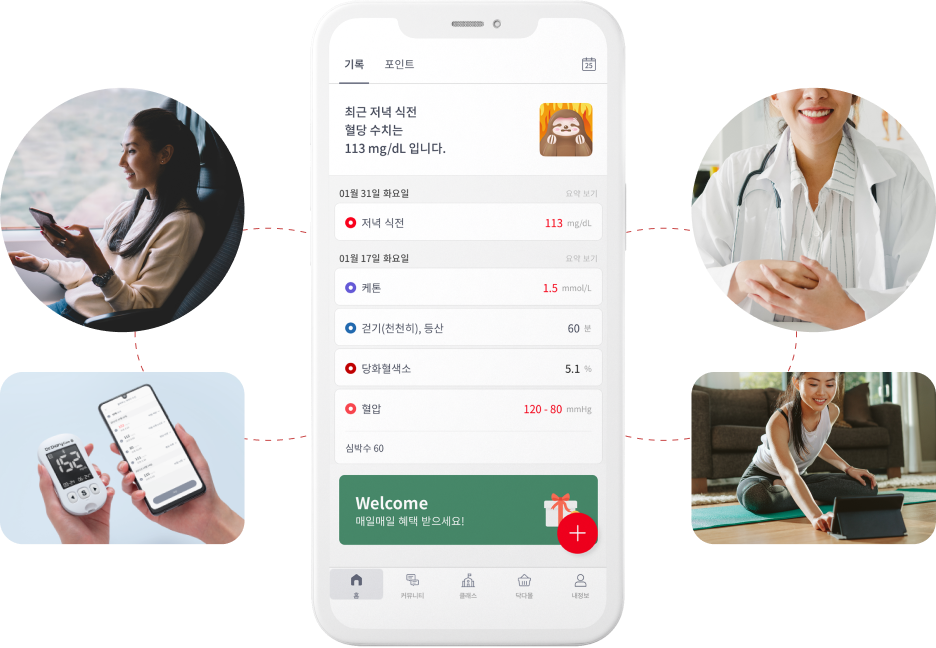 기록 포인트
25
최근 저녁 식전
혈당 수치는
113 mg/dL 입니다.
01월 31일 화요일 요약 보기
저녁 식전 113 mg/dL
01월 17일 화요일 요약 보기
케톤 1.5 mmol/L
걷기(천천히), 등산 60 분
당화혈색소 5.1 %
혈압 120 - 80 mmHg
심박수 60
Welcome
매일매일 혜택 받으세요!
홈 커뮤니티 클래스 닥다몰 내정보
152